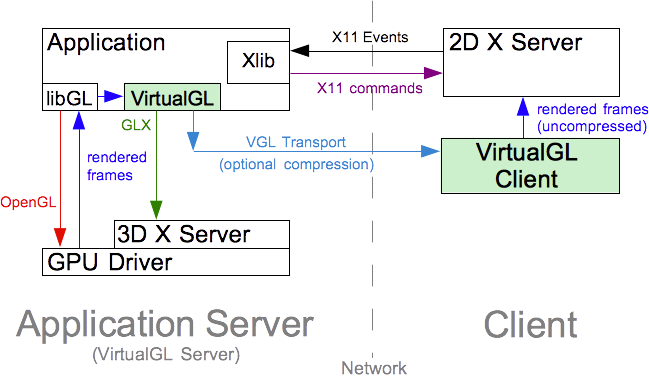 Application
Xlib
libGL
VirtualGL
X11 Events
X11 commands
2D X Server
GLX
rendered
frames
VGL Transport
(optional compression)
rendered frames
(uncompressed)
VirtualGL
Client
OpenGL
3D X Server
GPU Driver
Application Server
(VirtualGL Server)
Client
Network